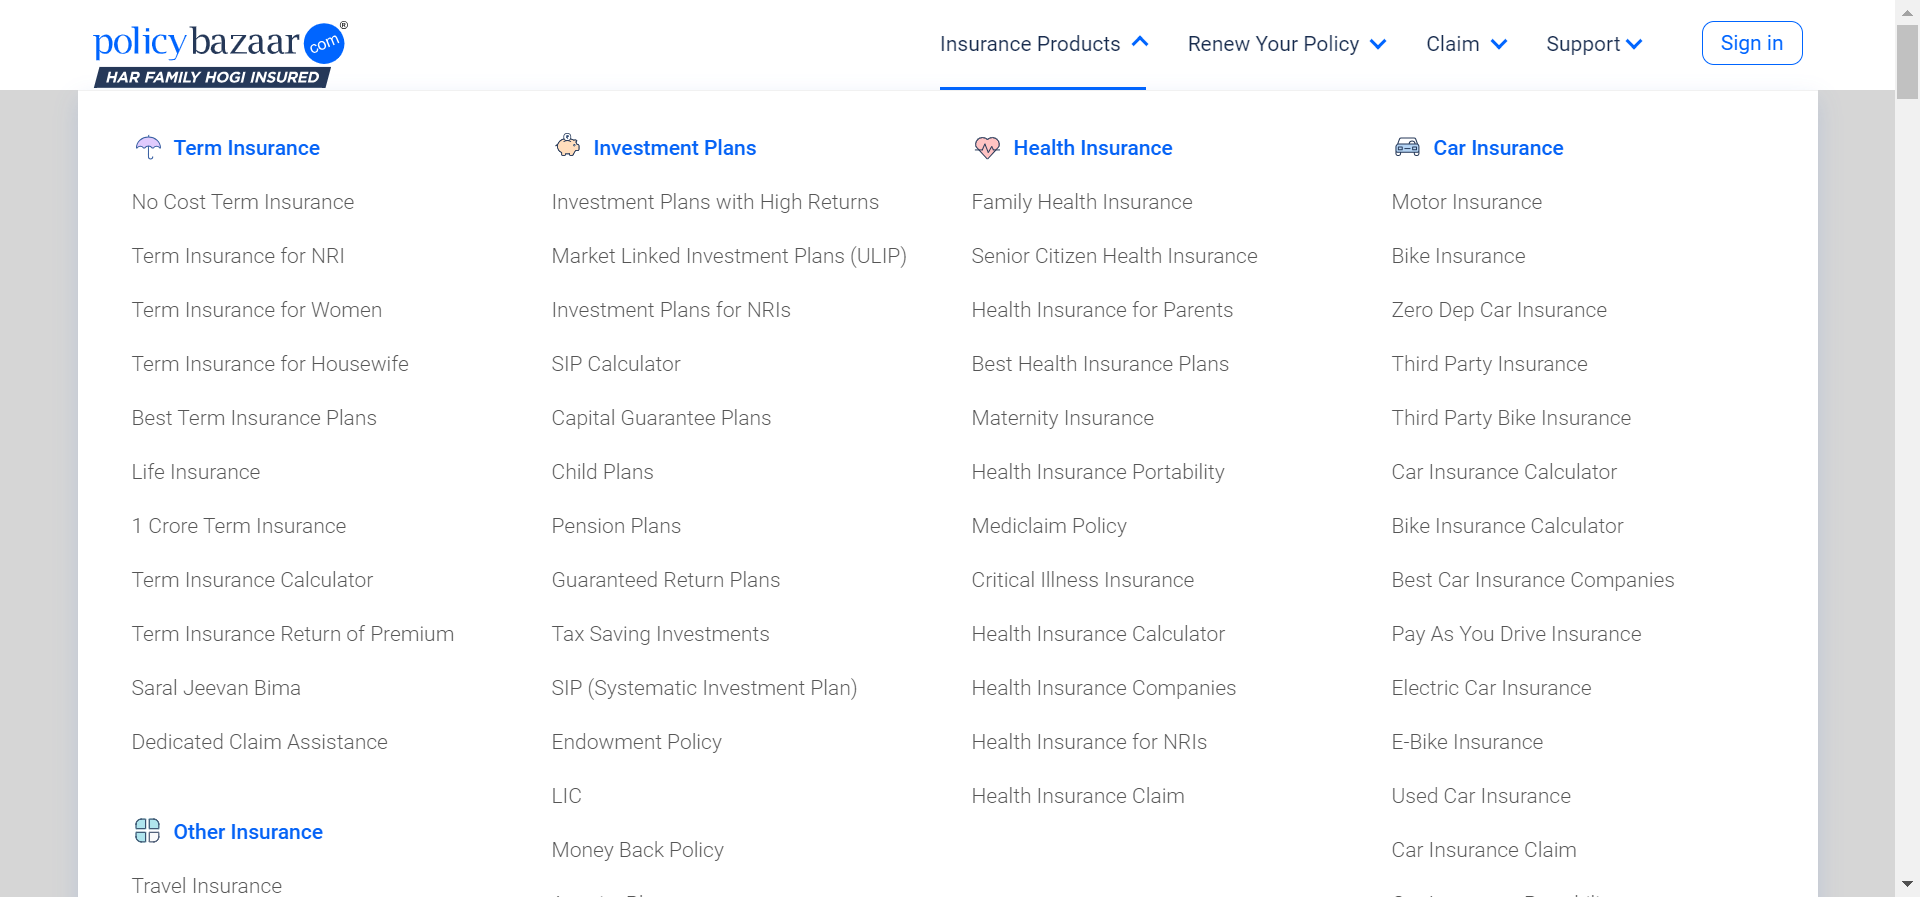 policybazaar com ®
HAR FAMILY HOGI INSURED
Insurance Products
Renew Your Policy
Claim
Support
Sign in
Term Insurance
No Cost Term Insurance
Term Insurance for NRI
Term Insurance for Women
Term Insurance for Housewife
Best Term Insurance Plans
Life Insurance
1 Crore Term Insurance
Term Insurance Calculator
Term Insurance Return of Premium
Saral Jeevan Bima
Dedicated Claim Assistance
Other Insurance
Travel Insurance
Investment Plans
Investment Plans with High Returns
Market Linked Investment Plans (ULIP)
Investment Plans for NRIs
SIP Calculator
Capital Guarantee Plans
Child Plans
Pension Plans
Guaranteed Return Plans
Tax Saving Investments
SIP (Systematic Investment Plan)
Endowment Policy
LIC
Money Back Policy
Health Insurance
Family Health Insurance
Senior Citizen Health Insurance
Health Insurance for Parents
Best Health Insurance Plans
Maternity Insurance
Health Insurance Portability
Mediclaim Policy
Critical Illness Insurance
Health Insurance Calculator
Health Insurance Companies
Health Insurance for NRIs
Health Insurance Claim
Car Insurance
Motor Insurance
Bike Insurance
Zero Dep Car Insurance
Third Party Insurance
Third Party Bike Insurance
Car Insurance Calculator
Bike Insurance Calculator
Best Car Insurance Companies
Pay As You Drive Insurance
Electric Car Insurance
E-Bike Insurance
Used Car Insurance
Car Insurance Claim